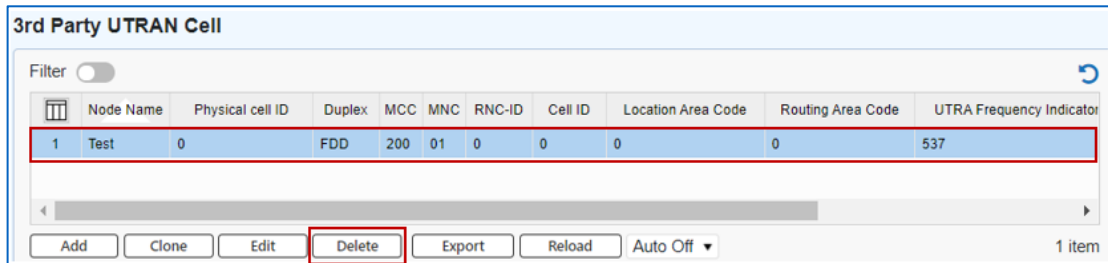 3rd Party UTRAN Cell
Filter
Node Name Physical cell ID Duplex MCC MNC RNC-ID Cell ID Location Area Code Routing Area Code UTRA Frequency Indicator
1 Test 0 FDD 200 01 0 0 0 0 537
Add Clone Edit Delete Export Reload Auto Off 1 item